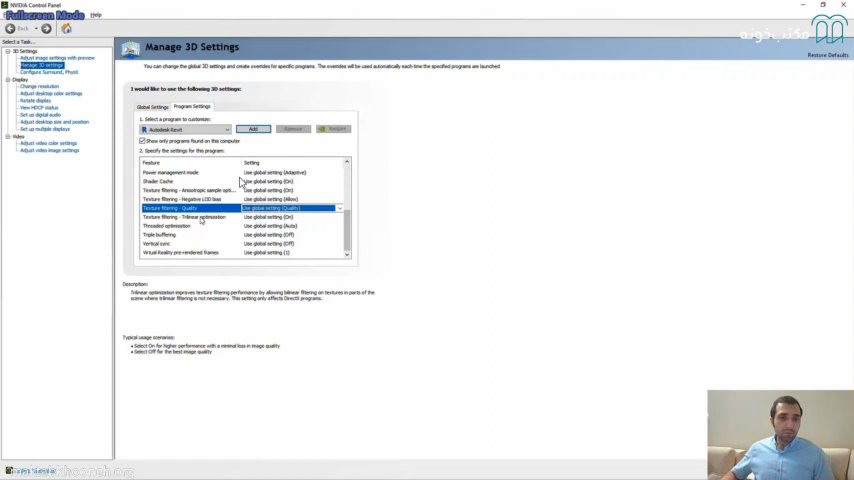 NVIDIA Control Panel
Fullscreen Mode
Help
Back
Select a Task...
3D Settings
Adjust image settings with preview
Manage 3D settings
Configure Surround, PhysX
Display
Change resolution
Adjust desktop color settings
Rotate display
View HDCP status
Set up digital audio
Adjust desktop size and position
Set up multiple displays
Video
Adjust video color settings
Adjust video image settings
Manage 3D Settings
مکتب‌خونه
Restore Defaults
You can change the global 3D settings and create overrides for specific programs. The overrides will be used automatically each time the specified programs are launched.
I would like to use the following 3D settings:
Global Settings
Program Settings
1. Select a program to customize:
Autodesk Revit
Add
Remove
Restore
Show only programs found on this computer
2. Specify the settings for this program:
Feature
Setting
Power management mode
Use global setting (Adaptive)
Shader Cache
Use global setting (On)
Texture filtering - Anisotropic sample opti...
Use global setting (On)
Texture filtering - Negative LOD bias
Use global setting (Allow)
Texture filtering - Quality
Use global setting (Quality)
Texture filtering - Trilinear optimization
Use global setting (On)
Threaded optimization
Use global setting (Auto)
Triple buffering
Use global setting (Off)
Vertical sync
Use global setting (Off)
Virtual Reality pre-rendered frames
Use global setting (1)
Description:
Trilinear optimization improves texture filtering performance by allowing bilinear filtering on textures in parts of the
scene where trilinear filtering is not necessary. This setting only affects DirectX programs.
Typical usage scenarios:
• Select On for higher performance with a minimal loss in image quality
• Select Off for the best image quality
maktabkhooneh.org